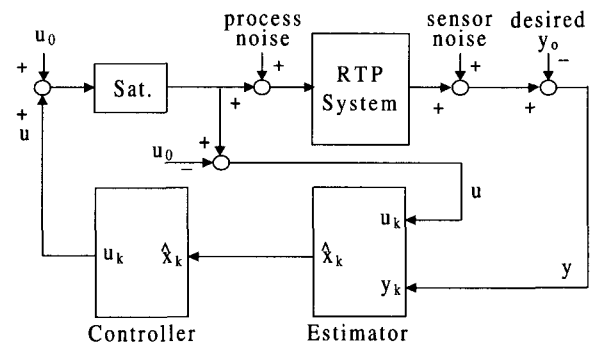 process
noise
sensor
noise
desired
y₀
u₀
+
+
−
+
Sat.
+
+
RTP
System
+
+
+
u
+
u₀
−
u
uₖ
x̂ₖ
x̂ₖ
uₖ
yₖ
y
Controller
Estimator